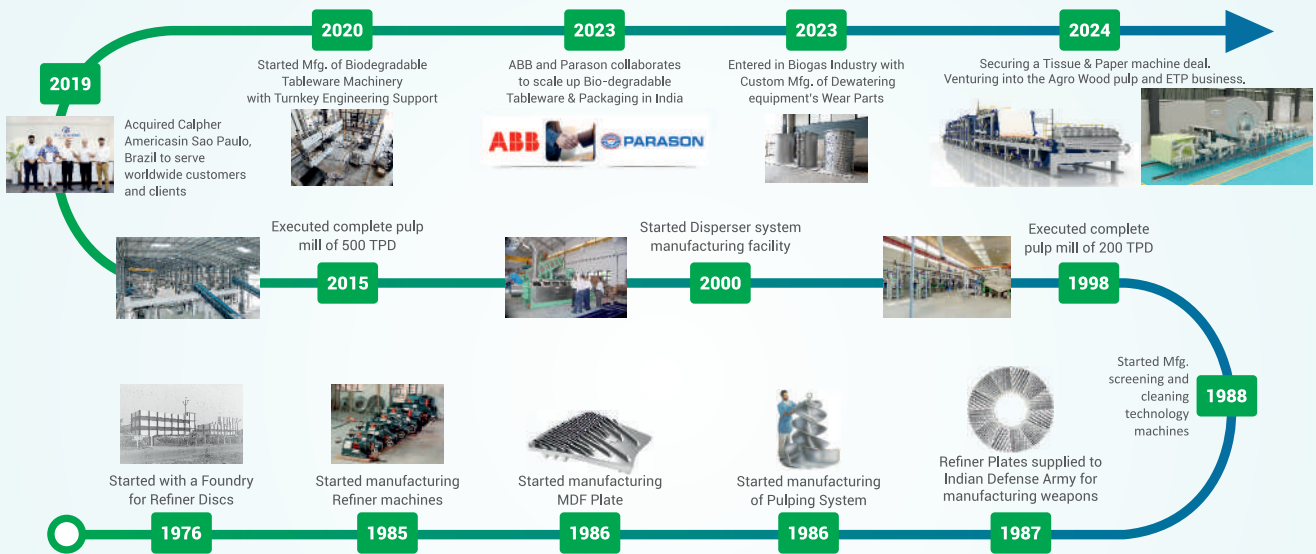 2020
Started Mfg. of Biodegradable
Tableware Machinery
with Turnkey Engineering Support
2023
ABB and Parason collaborates
to scale up Bio-degradable
Tableware & Packaging in India
ABB
PARASON
2023
Entered in Biogas Industry with
Custom Mfg. of Dewatering
equipment's Wear Parts
2024
Securing a Tissue & Paper machine deal.
Venturing into the Agro Wood pulp and ETP business.
2019
Acquired Calpher
Americasin Sao Paulo,
Brazil to serve
worldwide customers
and clients
Executed complete pulp
mill of 500 TPD
2015
Started Disperser system
manufacturing facility
2000
Executed complete
pulp mill of 200 TPD
1998
Started Mfg.
screening and
cleaning
technology
machines
1988
Started with a Foundry
for Refiner Discs
1976
Started manufacturing
Refiner machines
1985
Started manufacturing
MDF Plate
1986
Started manufacturing
of Pulping System
1986
Refiner Plates supplied to
Indian Defense Army for
manufacturing weapons
1987